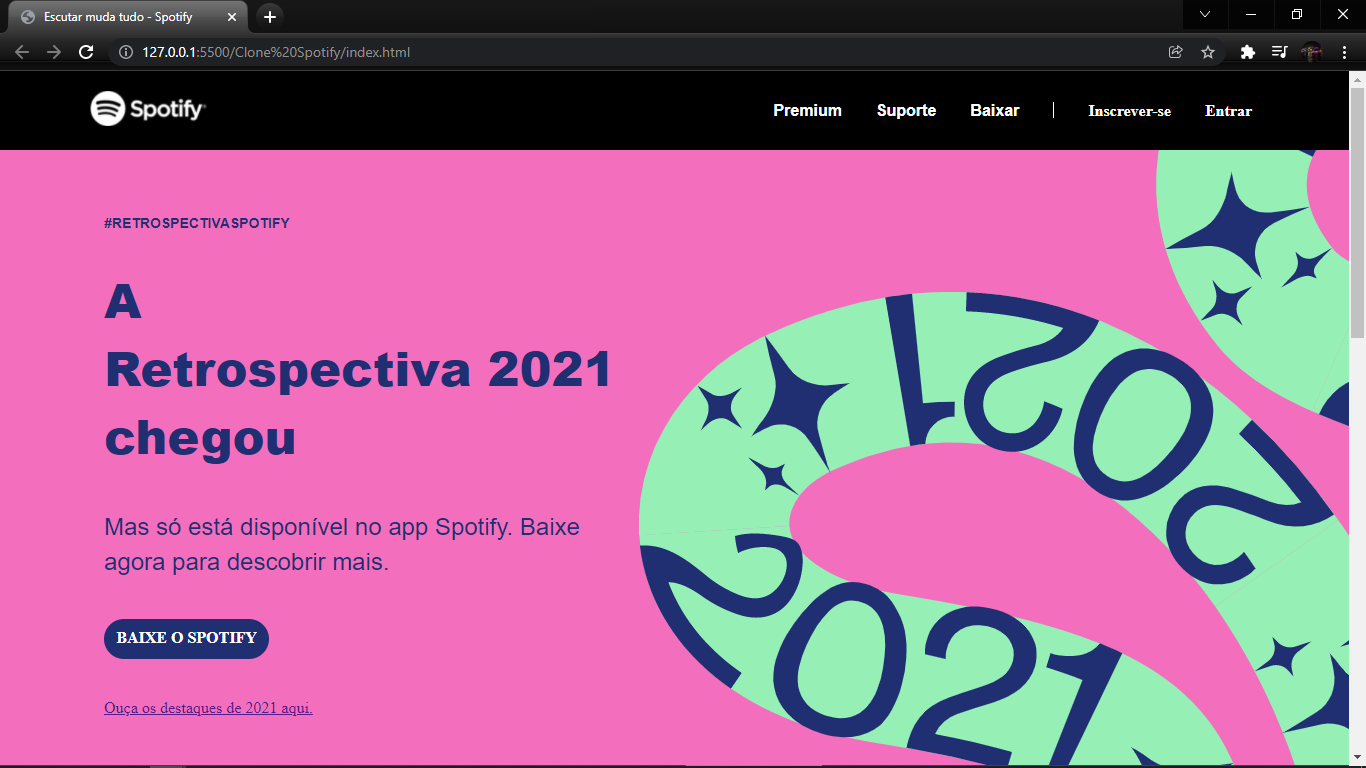 Escutar muda tudo - Spotify
127.0.0.1:5500/Clone%20Spotify/index.html
Spotify
Premium Suporte Baixar | Inscrever-se Entrar
#RETROSPECTIVASPOTIFY
A
Retrospectiva 2021
chegou
Mas só está disponível no app Spotify. Baixe
agora para descobrir mais.
BAIXE O SPOTIFY
Ouça os destaques de 2021 aqui.
2021
2021